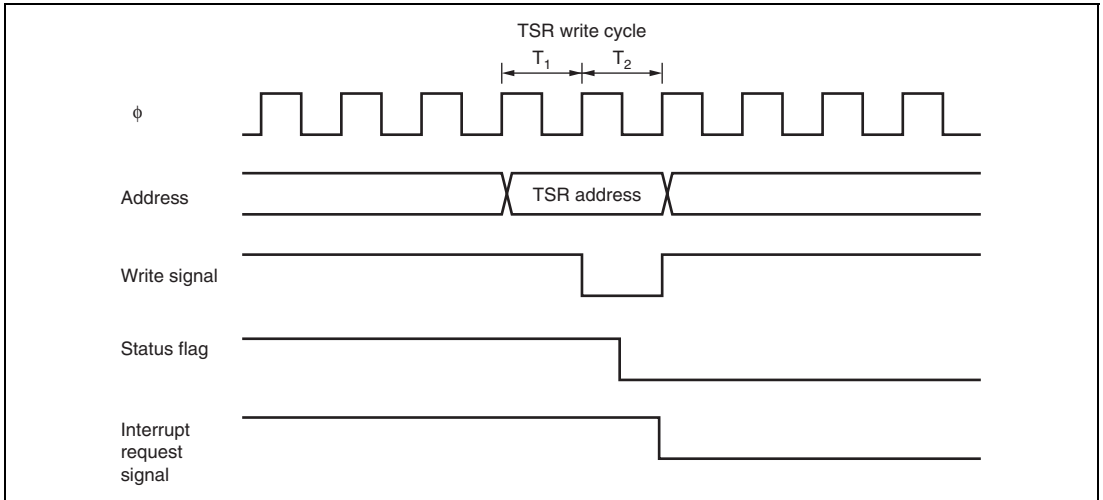 TSR write cycle
T1 T2
ϕ
Address
TSR address
Write signal
Status flag
Interrupt
request
signal